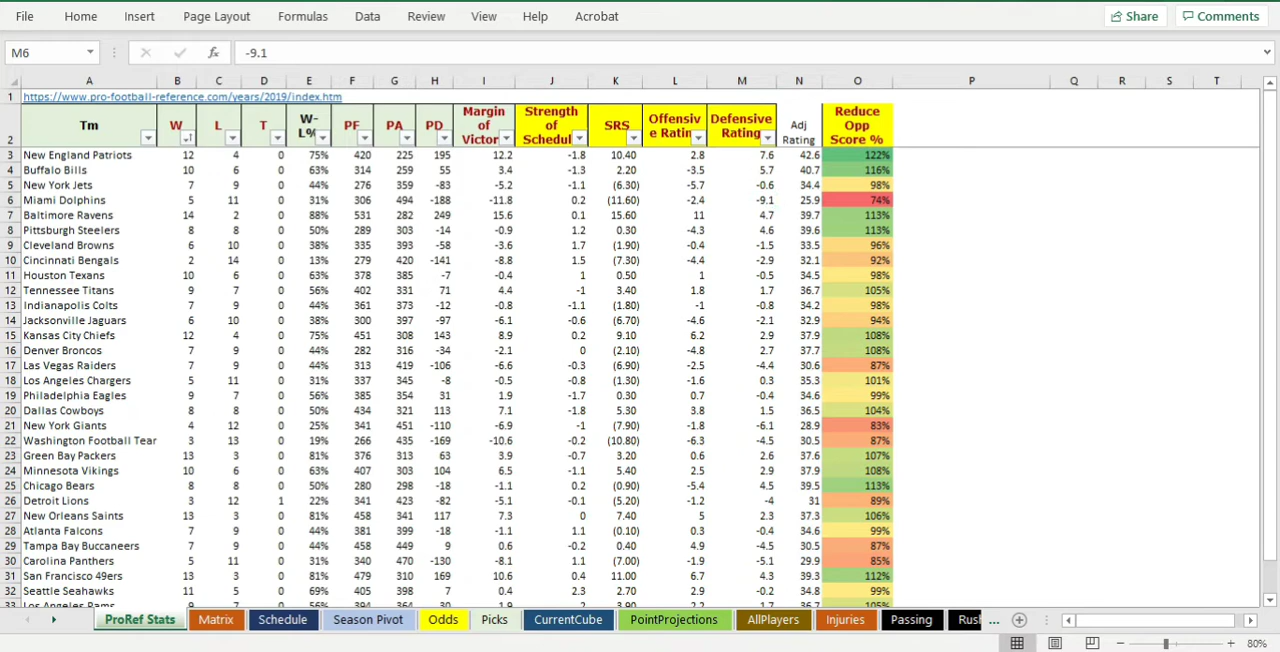 File Home Insert Page Layout Formulas Data Review View Help Acrobat Share Comments
M6 fx -9.1
A B C D E F G H I J K L M N O P Q R S T
1 https://www.pro-football-reference.com/years/2019/index.htm
2 Tm W L T W-L% PF PA PD Margin of Victor Strength of Schedul SRS Offensiv e Ratin Defensive Rating Adj Rating Reduce Opp Score %
3 New England Patriots 12 4 0 75% 420 225 195 12.2 -1.8 10.40 2.8 7.6 42.6 122%
4 Buffalo Bills 10 6 0 63% 314 259 55 3.4 -1.3 2.20 -3.5 5.7 40.7 116%
5 New York Jets 7 9 0 44% 276 359 -83 -5.2 -1.1 (6.30) -5.7 -0.6 34.4 98%
6 Miami Dolphins 5 11 0 31% 306 494 -188 -11.8 0.2 (11.60) -2.4 -9.1 25.9 74%
7 Baltimore Ravens 14 2 0 88% 531 282 249 15.6 0.1 15.60 11 4.7 39.7 113%
8 Pittsburgh Steelers 8 8 0 50% 289 303 -14 -0.9 1.2 0.30 -4.3 4.6 39.6 113%
9 Cleveland Browns 6 10 0 38% 335 393 -58 -3.6 1.7 (1.90) -0.4 -1.5 33.5 96%
10 Cincinnati Bengals 2 14 0 13% 279 420 -141 -8.8 1.5 (7.30) -4.4 -2.9 32.1 92%
11 Houston Texans 10 6 0 63% 378 385 -7 -0.4 1 0.50 1 -0.5 34.5 98%
12 Tennessee Titans 9 7 0 56% 402 331 71 4.4 -1 3.40 1.8 1.7 36.7 105%
13 Indianapolis Colts 7 9 0 44% 361 373 -12 -0.8 -1.1 (1.80) -1 -0.8 34.2 98%
14 Jacksonville Jaguars 6 10 0 38% 300 397 -97 -6.1 -0.6 (6.70) -4.6 -2.1 32.9 94%
15 Kansas City Chiefs 12 4 0 75% 451 308 143 8.9 0.2 9.10 6.2 2.9 37.9 108%
16 Denver Broncos 7 9 0 44% 282 316 -34 -2.1 0 (2.10) -4.8 2.7 37.7 108%
17 Las Vegas Raiders 7 9 0 44% 313 419 -106 -6.6 -0.3 (6.90) -2.5 -4.4 30.6 87%
18 Los Angeles Chargers 5 11 0 31% 337 345 -8 -0.5 -0.8 (1.30) -1.6 0.3 35.3 101%
19 Philadelphia Eagles 9 7 0 56% 385 354 31 1.9 -1.7 0.30 0.7 -0.4 34.6 99%
20 Dallas Cowboys 8 8 0 50% 434 321 113 7.1 -1.8 5.30 3.8 1.5 36.5 104%
21 New York Giants 4 12 0 25% 341 451 -110 -6.9 -1 (7.90) -1.8 -6.1 28.9 83%
22 Washington Football Tear 3 13 0 19% 266 435 -169 -10.6 -0.2 (10.80) -6.3 -4.5 30.5 87%
23 Green Bay Packers 13 3 0 81% 376 313 63 3.9 -0.7 3.20 0.6 2.6 37.6 107%
24 Minnesota Vikings 10 6 0 63% 407 303 104 6.5 -1.1 5.40 2.5 2.9 37.9 108%
25 Chicago Bears 8 8 0 50% 280 298 -18 -1.1 0.2 (0.90) -5.4 4.5 39.5 113%
26 Detroit Lions 3 12 1 22% 341 423 -82 -5.1 -0.1 (5.20) -1.2 -4 31 89%
27 New Orleans Saints 13 3 0 81% 458 341 117 7.3 0 7.40 5 2.3 37.3 106%
28 Atlanta Falcons 7 9 0 44% 381 399 -18 -1.1 1.1 (0.10) 0.3 -0.4 34.6 99%
29 Tampa Bay Buccaneers 7 9 0 44% 458 449 9 0.6 -0.2 0.40 4.9 -4.5 30.5 87%
30 Carolina Panthers 5 11 0 31% 340 470 -130 -8.1 1.1 (7.00) -1.9 -5.1 29.9 85%
31 San Francisco 49ers 13 3 0 81% 479 310 169 10.6 0.4 11.00 6.7 4.3 39.3 112%
32 Seattle Seahawks 11 5 0 69% 405 398 7 0.4 2.3 2.70 2.9 -0.2 34.8 99%
33 Los Angeles Rams 9 7 0 56% 394 364 30 1.9 2 3.90 2.2 1.7 36.7 105%
ProRef Stats Matrix Schedule Season Pivot Odds Picks CurrentCube PointProjections AllPlayers Injuries Passing Rusl ...
80%